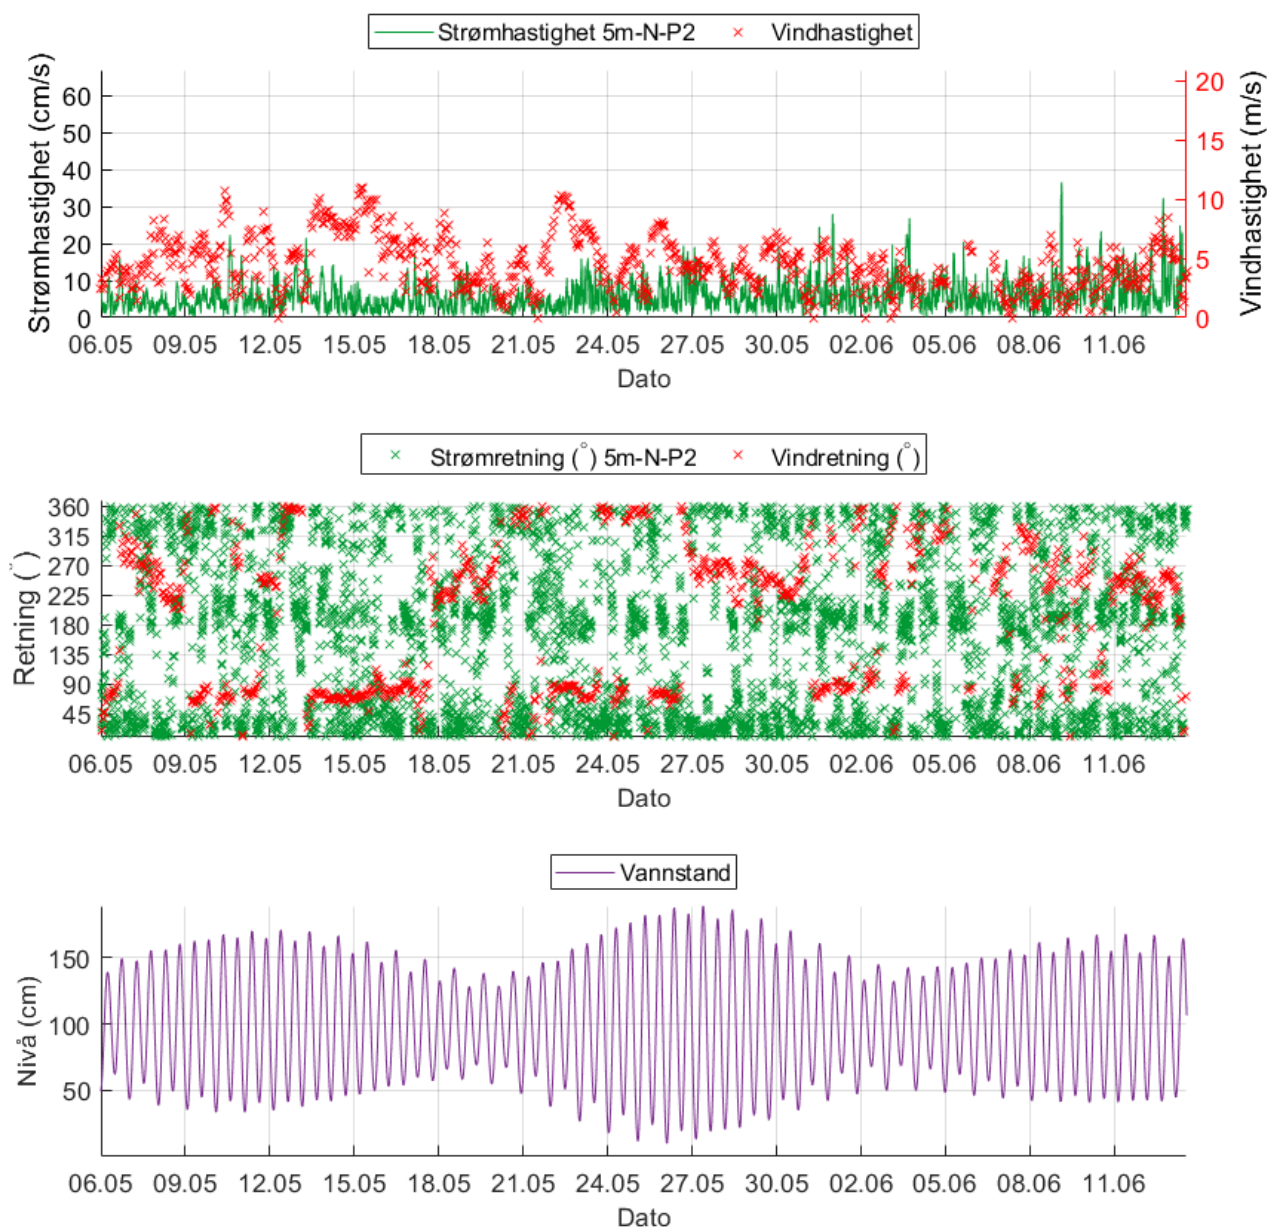 Strømhastighet 5m-N-P2 Vindhastighet
Strømhastighet (cm/s)
60
50
40
30
20
10
0
Vindhastighet (m/s)
20
15
10
5
0
06.05 09.05 12.05 15.05 18.05 21.05 24.05 27.05 30.05 02.06 05.06 08.06 11.06
Dato
Strømretning (°) 5m-N-P2 Vindretning (°)
Retning (°)
360
315
270
225
180
135
90
45
06.05 09.05 12.05 15.05 18.05 21.05 24.05 27.05 30.05 02.06 05.06 08.06 11.06
Dato
Vannstand
Nivå (cm)
150
100
50
06.05 09.05 12.05 15.05 18.05 21.05 24.05 27.05 30.05 02.06 05.06 08.06 11.06
Dato